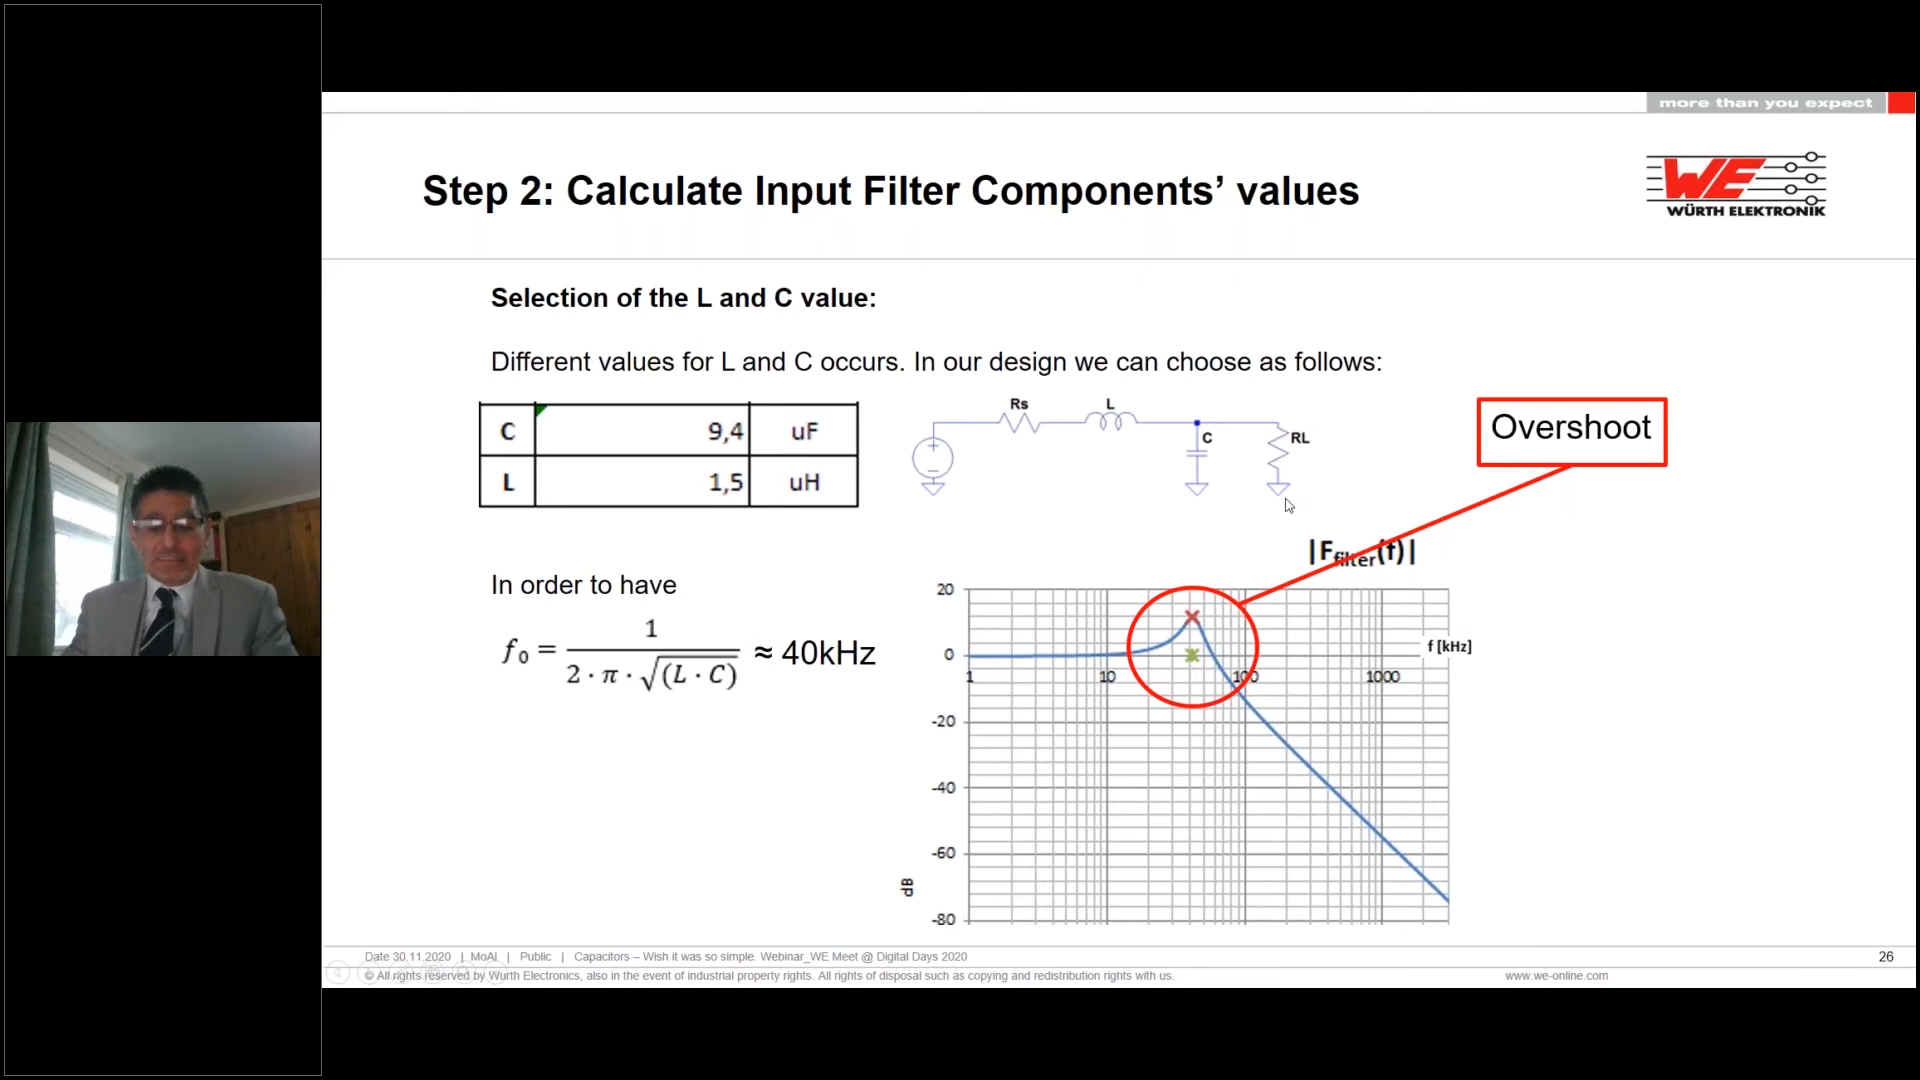 more than you expect
Step 2: Calculate Input Filter Components’ values
WE
WÜRTH ELEKTRONIK
Selection of the L and C value:
Different values for L and C occurs. In our design we can choose as follows:
C 9,4 uF
L 1,5 uH
Rs L
C RL
Overshoot
In order to have
f₀ = 1 / 2 · π · √(L · C) ≈ 40kHz
|Ffilter(f)|
20
0
-20
-40
-60
-80
dB
1 10 100 1000
f [kHz]
Date 30.11.2020 | MoAl | Public | Capacitors – Wish it was so simple. Webinar_WE Meet @ Digital Days 2020
26
© All rights reserved by Wurth Electronics, also in the event of industrial property rights. All rights of disposal such as copying and redistribution rights with us.
www.we-online.com